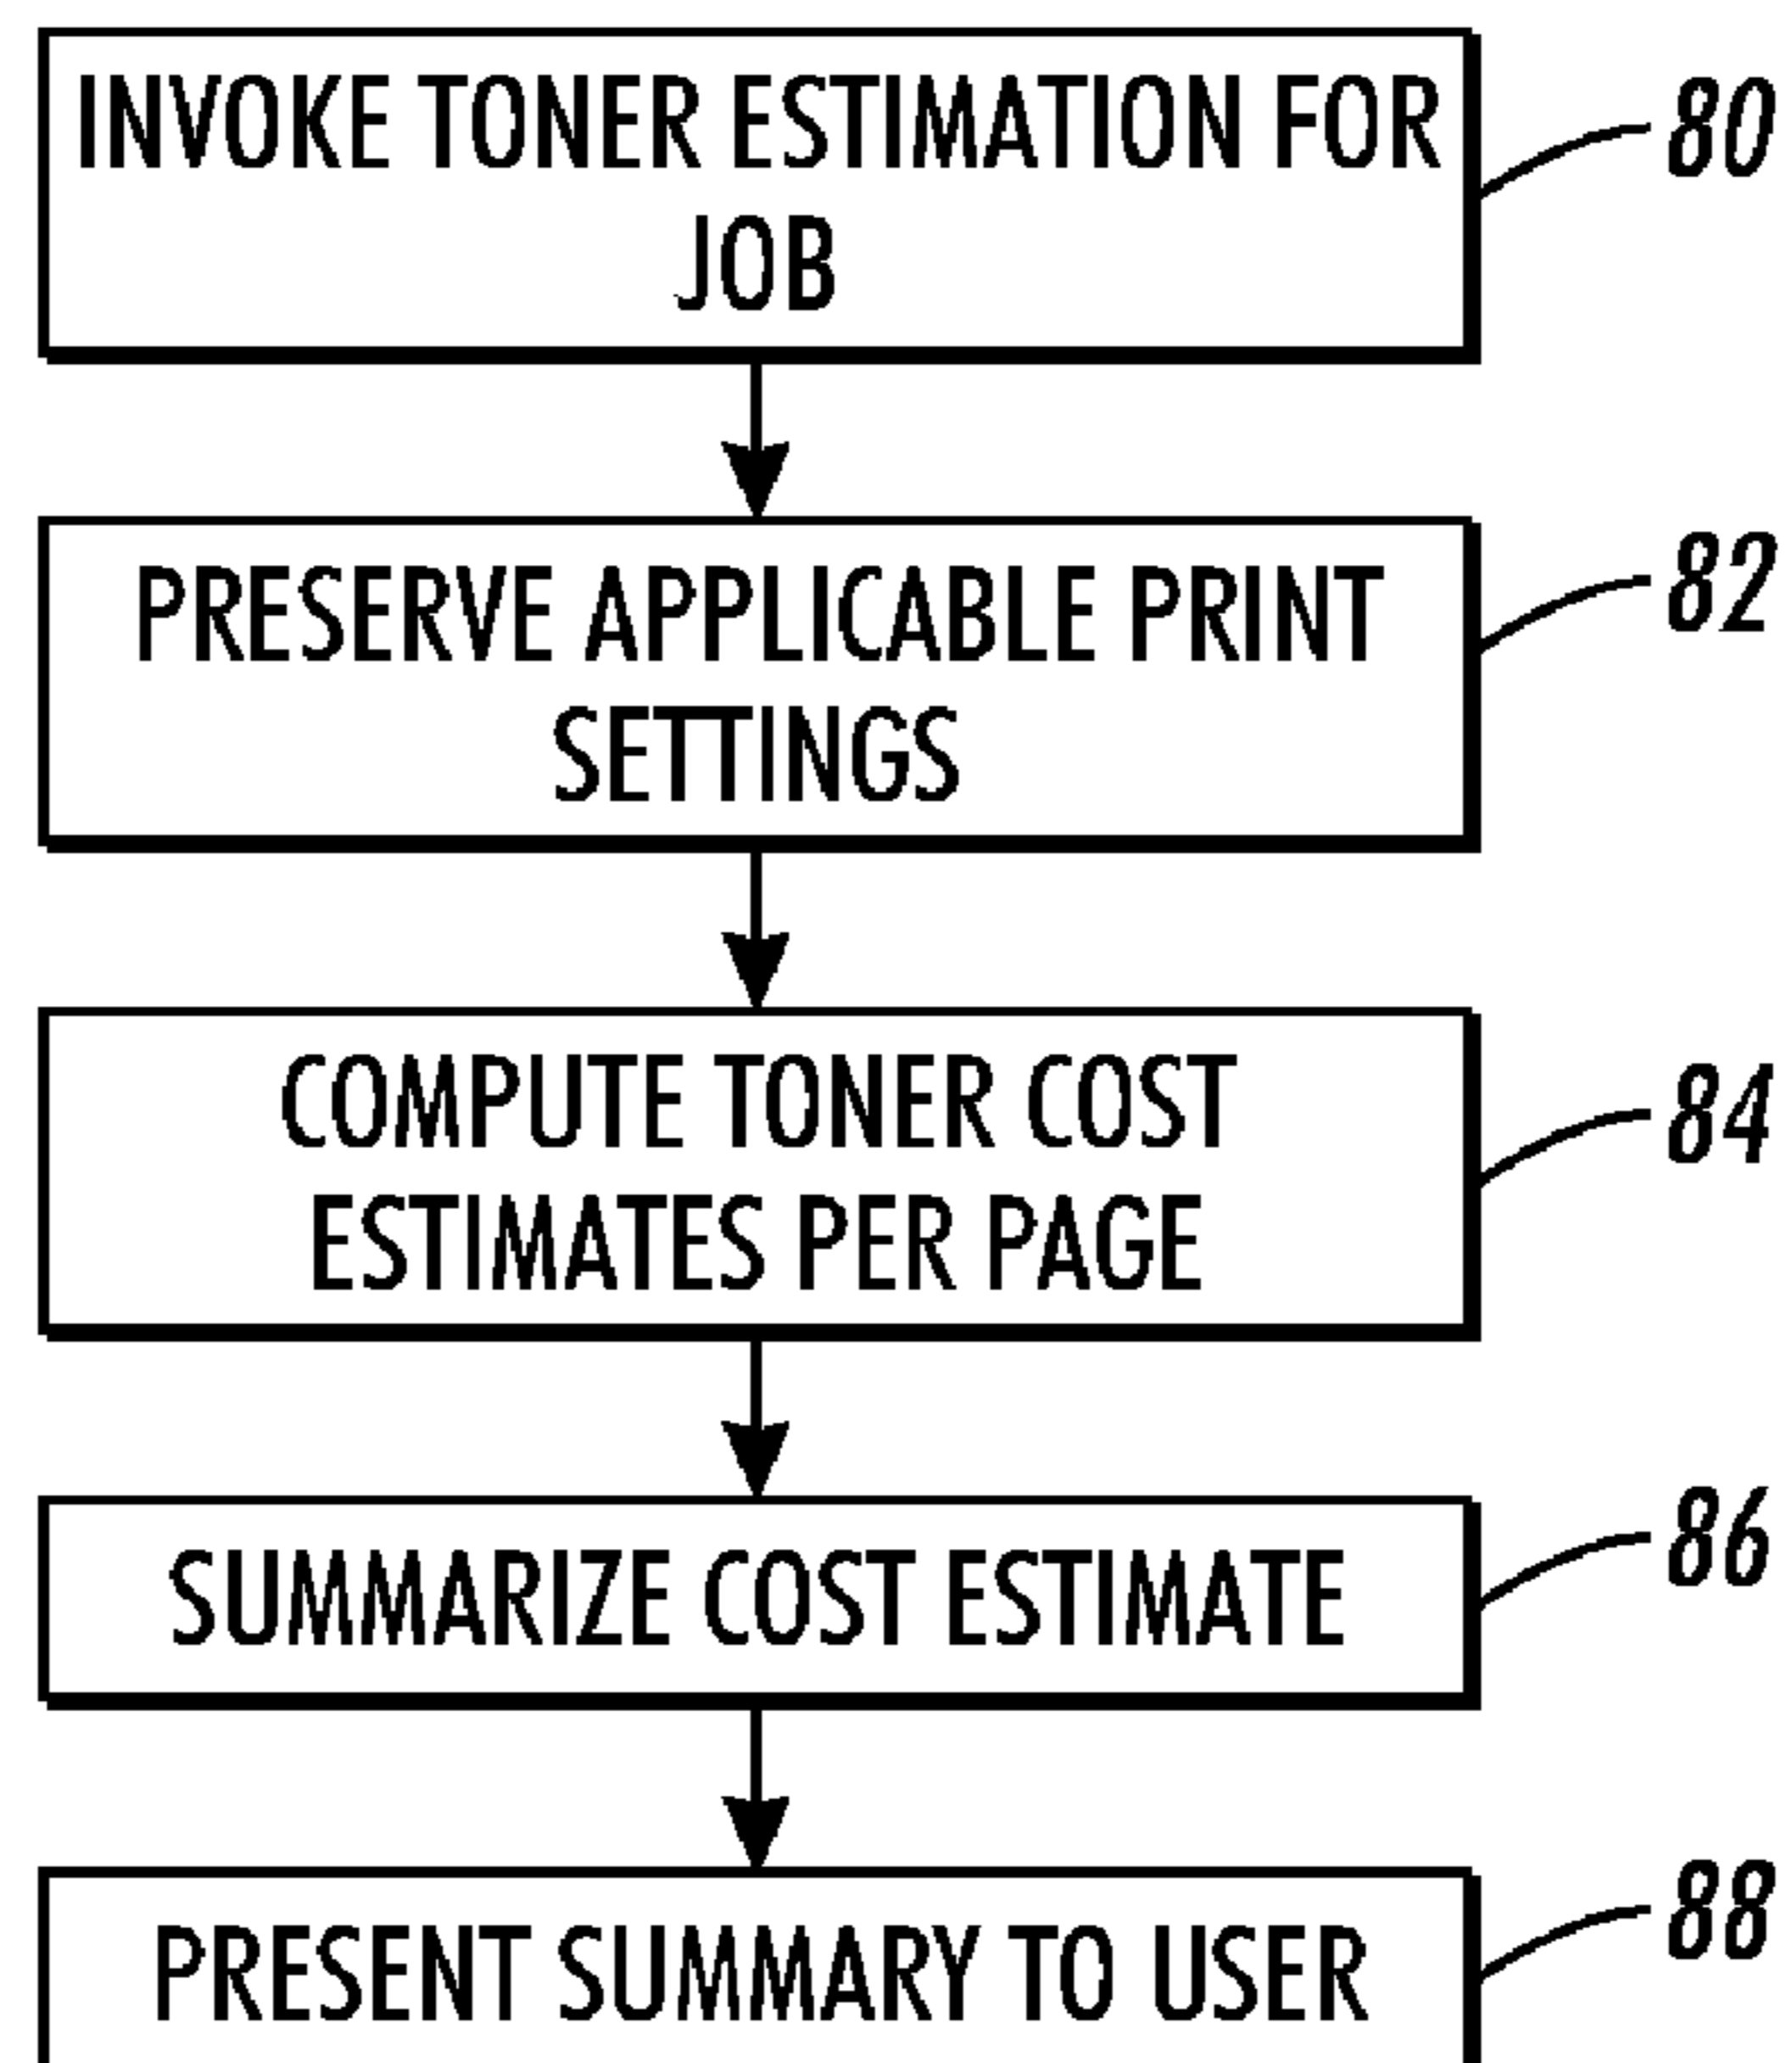 INVOKE TONER ESTIMATION FOR
JOB
80
PRESERVE APPLICABLE PRINT
SETTINGS
82
COMPUTE TONER COST
ESTIMATES PER PAGE
84
SUMMARIZE COST ESTIMATE
86
PRESENT SUMMARY TO USER
88